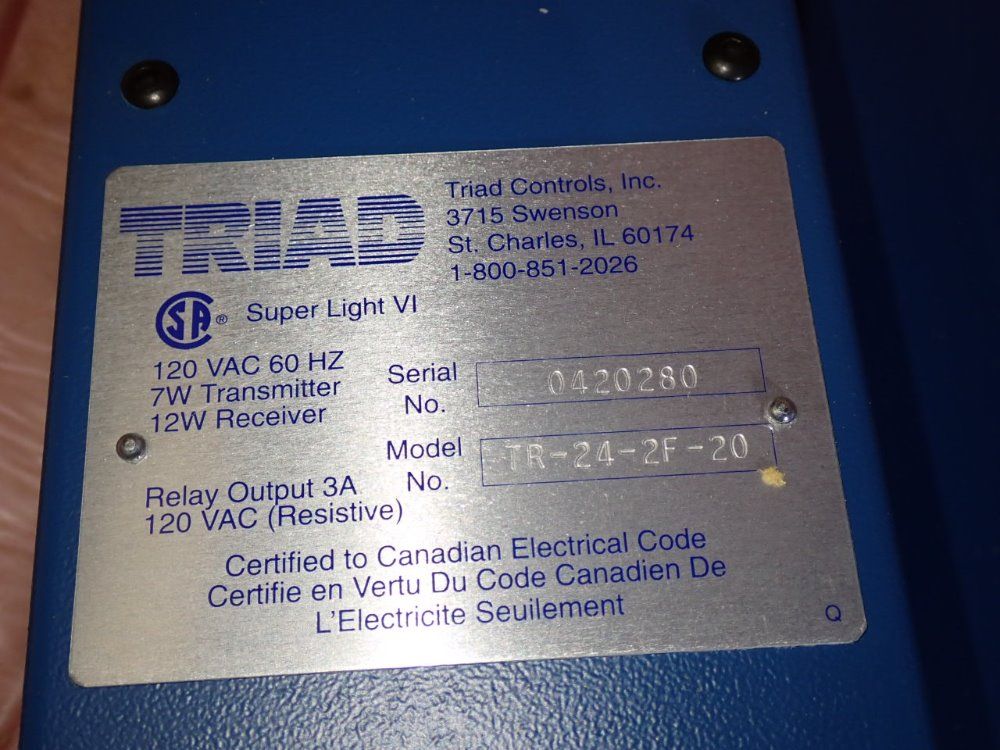 TRIAD
Triad Controls, Inc.
3715 Swenson
St. Charles, IL 60174
1-800-851-2026
SA ® Super Light VI
120 VAC 60 HZ
7W Transmitter
12W Receiver
Serial No. 0420280
Model No. TR-24-2F-20
Relay Output 3A
120 VAC (Resistive)
Certified to Canadian Electrical Code
Certifie en Vertu Du Code Canadien De
L'Electricite Seuilement
Q